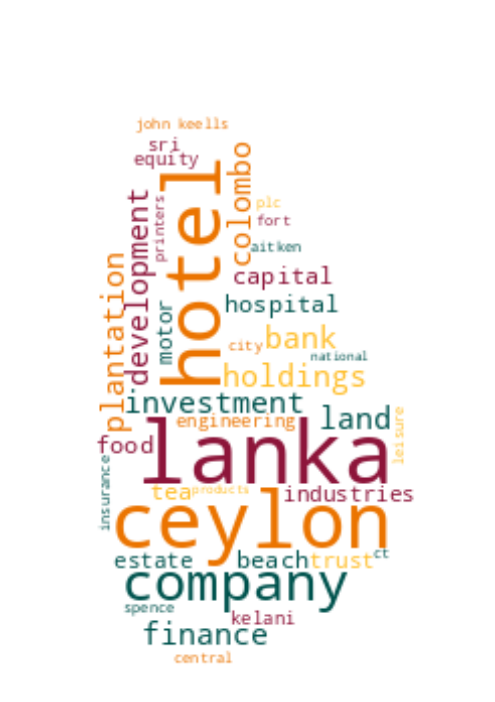 john keells
sri
equity
hotel
colombo
printers
development
plc
fort
aitken
capital
plantation
motor
hospital
city
bank
national
holdings
investment
engineering
land
leisure
food
lanka
insurance
tea
products
industries
ceylon
estate
beach
trust
ct
company
spence
kelani
finance
central